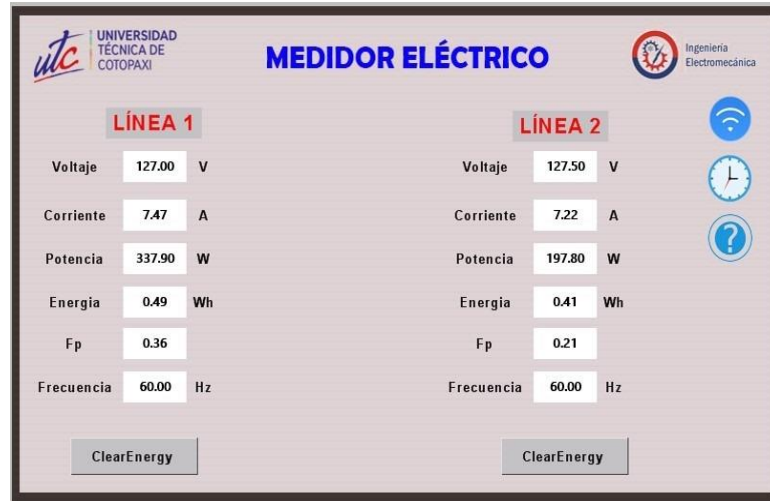 utc
UNIVERSIDAD
TÉCNICA DE
COTOPAXI
MEDIDOR ELÉCTRICO
Ingeniería
Electromecánica
LÍNEA 1
Voltaje 127.00 V
Corriente 7.47 A
Potencia 337.90 W
Energia 0.49 Wh
Fp 0.36
Frecuencia 60.00 Hz
ClearEnergy
LÍNEA 2
Voltaje 127.50 V
Corriente 7.22 A
Potencia 197.80 W
Energia 0.41 Wh
Fp 0.21
Frecuencia 60.00 Hz
ClearEnergy
?